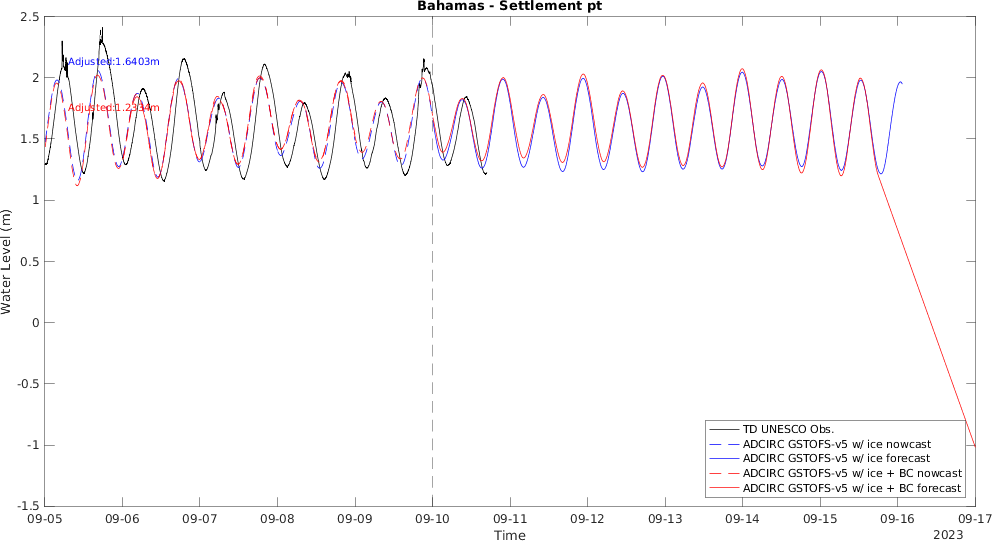 Bahamas - Settlement pt
2.5
2
1.5
1
0.5
0
-0.5
-1
-1.5
Water Level (m)
Adjusted:1.6403m
Adjusted:1.2334m
TD UNESCO Obs.
ADCIRC GSTOFS-v5 w/ ice nowcast
ADCIRC GSTOFS-v5 w/ ice forecast
ADCIRC GSTOFS-v5 w/ ice + BC nowcast
ADCIRC GSTOFS-v5 w/ ice + BC forecast
09-05 09-06 09-07 09-08 09-09 09-10 09-11 09-12 09-13 09-14 09-15 09-16 09-17
Time
2023